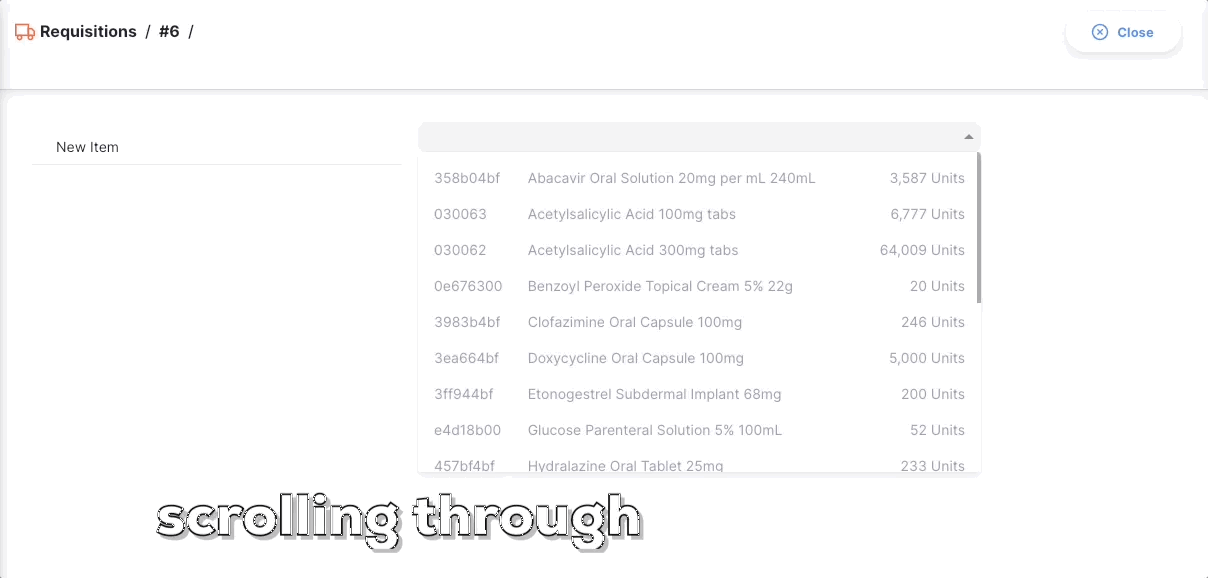 Requisitions / #6 /
Close
New Item
358b04bf Abacavir Oral Solution 20mg per mL 240mL 3,587 Units
030063 Acetylsalicylic Acid 100mg tabs 6,777 Units
030062 Acetylsalicylic Acid 300mg tabs 64,009 Units
0e676300 Benzoyl Peroxide Topical Cream 5% 22g 20 Units
3983b4bf Clofazimine Oral Capsule 100mg 246 Units
3ea664bf Doxycycline Oral Capsule 100mg 5,000 Units
3ff944bf Etonogestrel Subdermal Implant 68mg 200 Units
e4d18b00 Glucose Parenteral Solution 5% 100mL 52 Units
457bf4bf Hydralazine Oral Tablet 25mg 233 Units
scrolling through